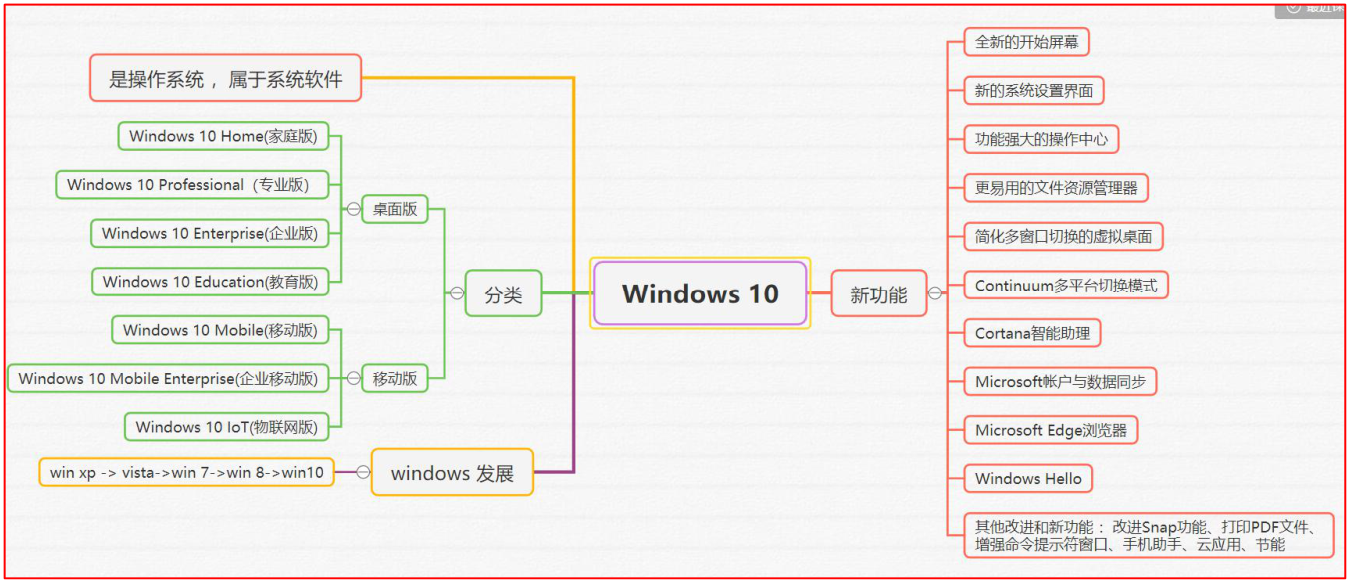 是操作系统 ，属于系统软件
Windows 10 Home(家庭版)
Windows 10 Professional（专业版）
Windows 10 Enterprise(企业版)
Windows 10 Education(教育版)
桌面版
Windows 10 Mobile(移动版)
Windows 10 Mobile Enterprise(企业移动版)
Windows 10 IoT(物联网版)
移动版
分类
win xp -> vista->win 7->win 8->win10
windows 发展
Windows 10
新功能
全新的开始屏幕
新的系统设置界面
功能强大的操作中心
更易用的文件资源管理器
简化多窗口切换的虚拟桌面
Continuum多平台切换模式
Cortana智能助理
Microsoft帐户与数据同步
Microsoft Edge浏览器
Windows Hello
其他改进和新功能 ：改进Snap功能、打印PDF文件、
增强命令提示符窗口、手机助手、云应用、节能